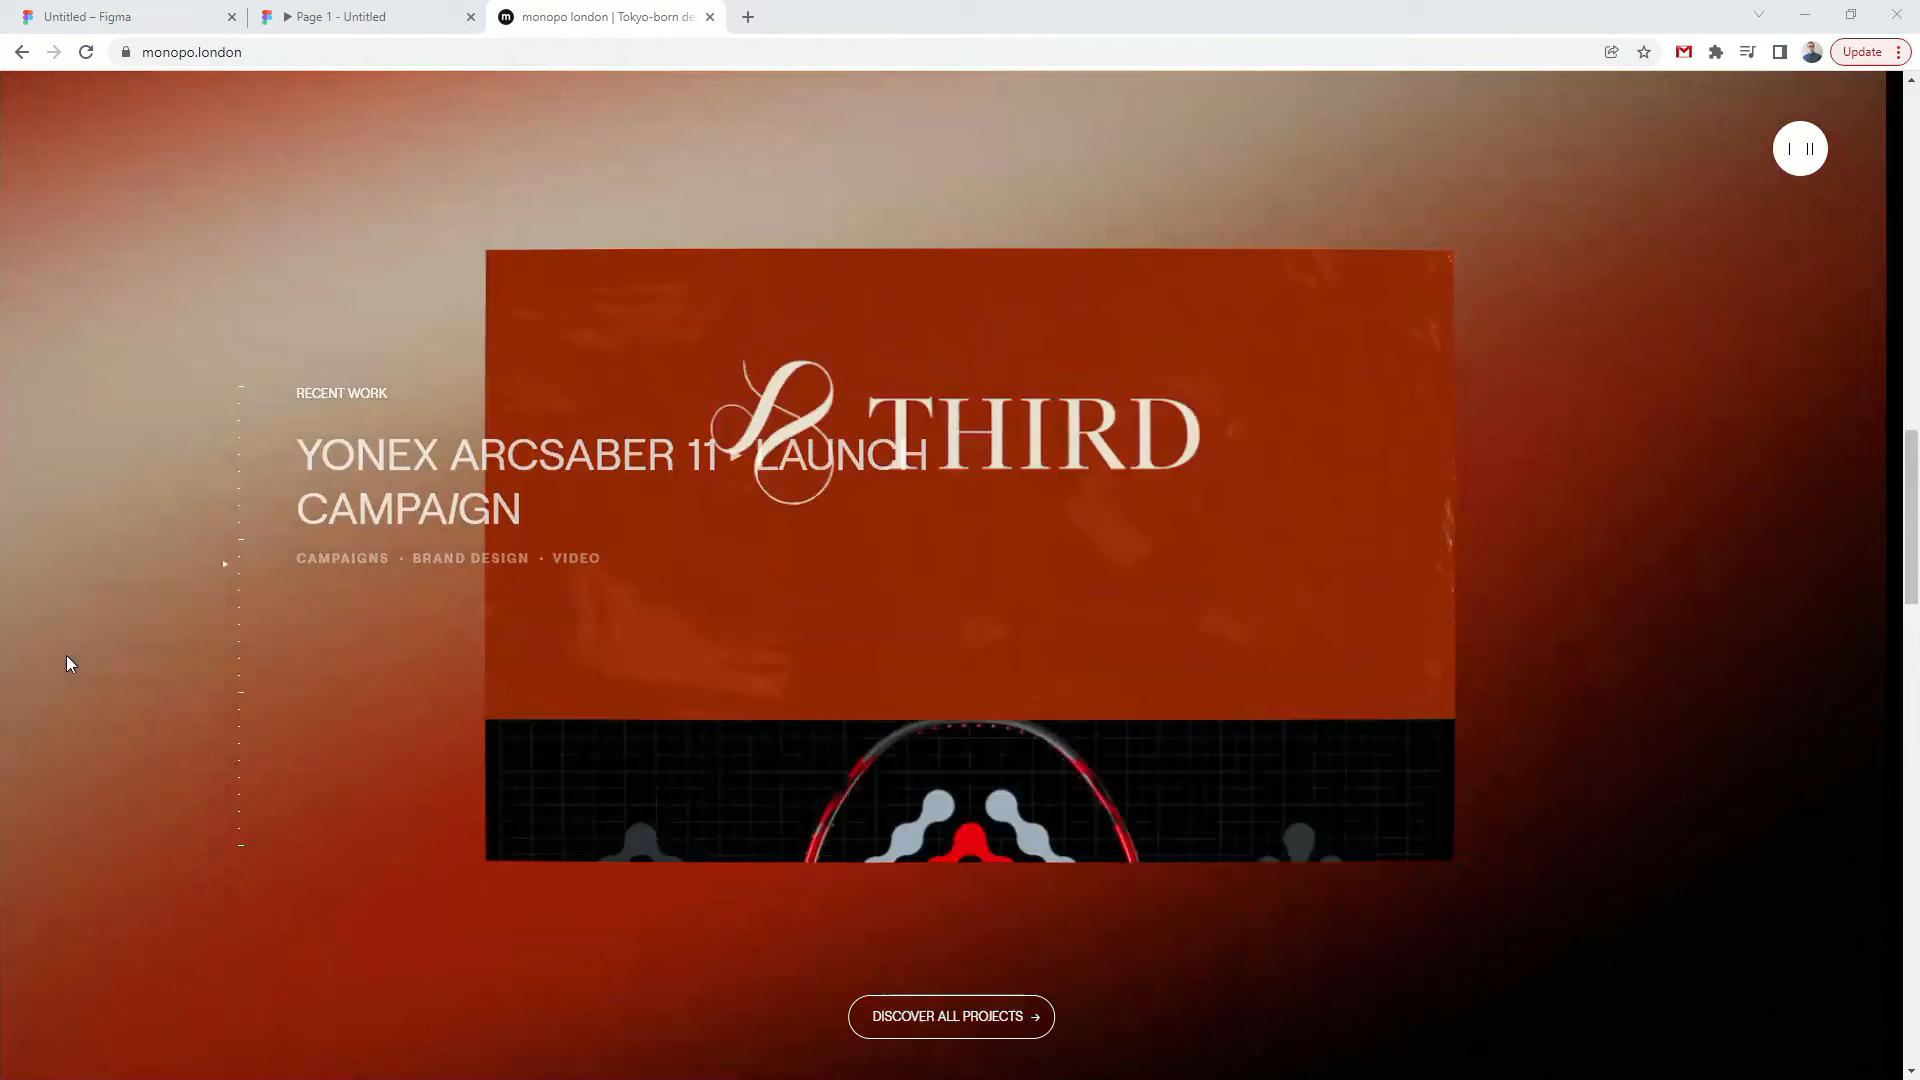 Untitled – Figma
Page 1 - Untitled
monopo london | Tokyo-born de
monopo.london
Update
RECENT WORK
THIRD
YONEX ARCSABER 11 - LAUNCH
CAMPAIGN
CAMPAIGNS · BRAND DESIGN · VIDEO
DISCOVER ALL PROJECTS →